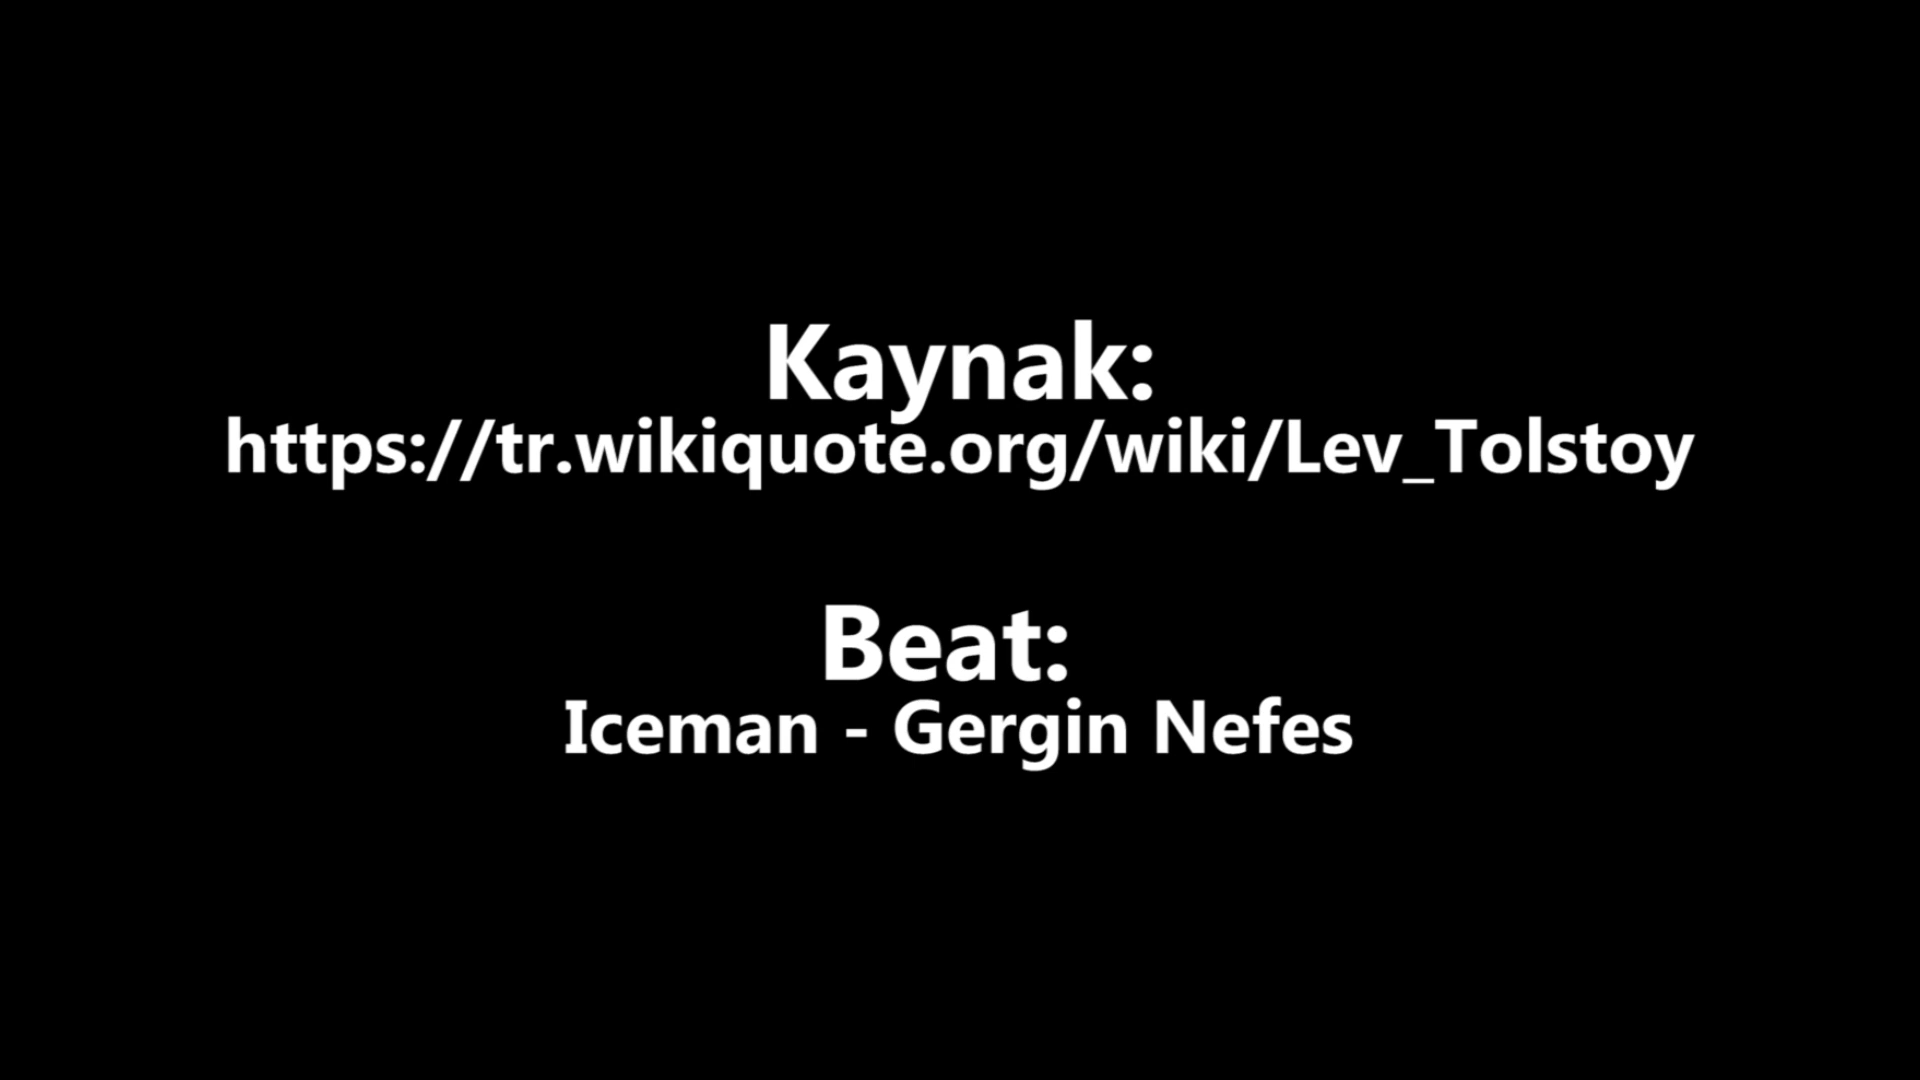 Kaynak:
https://tr.wikiquote.org/wiki/Lev_Tolstoy
Beat:
Iceman - Gergin Nefes